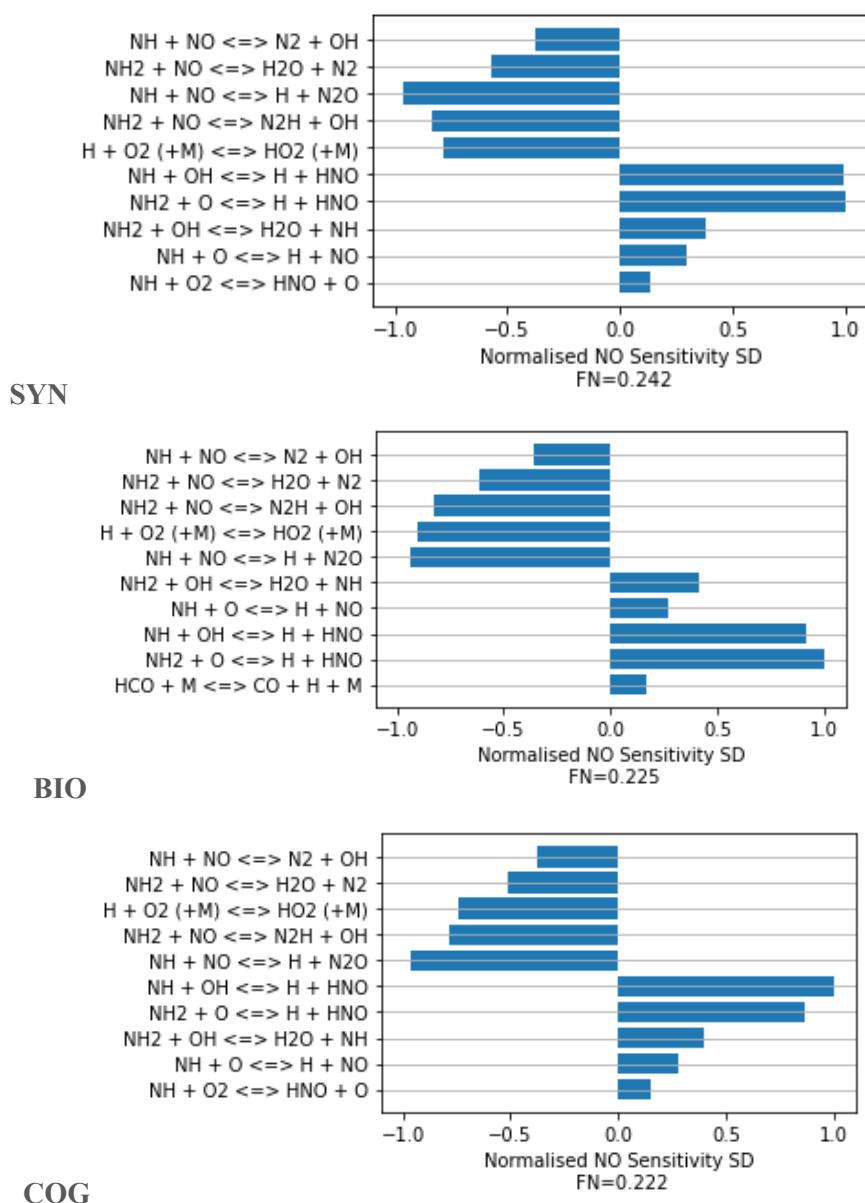 NH + NO <=> N2 + OH
NH2 + NO <=> H2O + N2
NH + NO <=> H + N2O
NH2 + NO <=> N2H + OH
H + O2 (+M) <=> HO2 (+M)
NH + OH <=> H + HNO
NH2 + O <=> H + HNO
NH2 + OH <=> H2O + NH
NH + O <=> H + NO
NH + O2 <=> HNO + O
−1.0 −0.5 0.0 0.5 1.0
Normalised NO Sensitivity SD
FN=0.242
SYN
NH + NO <=> N2 + OH
NH2 + NO <=> H2O + N2
NH2 + NO <=> N2H + OH
H + O2 (+M) <=> HO2 (+M)
NH + NO <=> H + N2O
NH2 + OH <=> H2O + NH
NH + O <=> H + NO
NH + OH <=> H + HNO
NH2 + O <=> H + HNO
HCO + M <=> CO + H + M
−1.0 −0.5 0.0 0.5 1.0
Normalised NO Sensitivity SD
FN=0.225
BIO
NH + NO <=> N2 + OH
NH2 + NO <=> H2O + N2
H + O2 (+M) <=> HO2 (+M)
NH2 + NO <=> N2H + OH
NH + NO <=> H + N2O
NH + OH <=> H + HNO
NH2 + O <=> H + HNO
NH2 + OH <=> H2O + NH
NH + O <=> H + NO
NH + O2 <=> HNO + O
−1.0 −0.5 0.0 0.5 1.0
Normalised NO Sensitivity SD
FN=0.222
COG